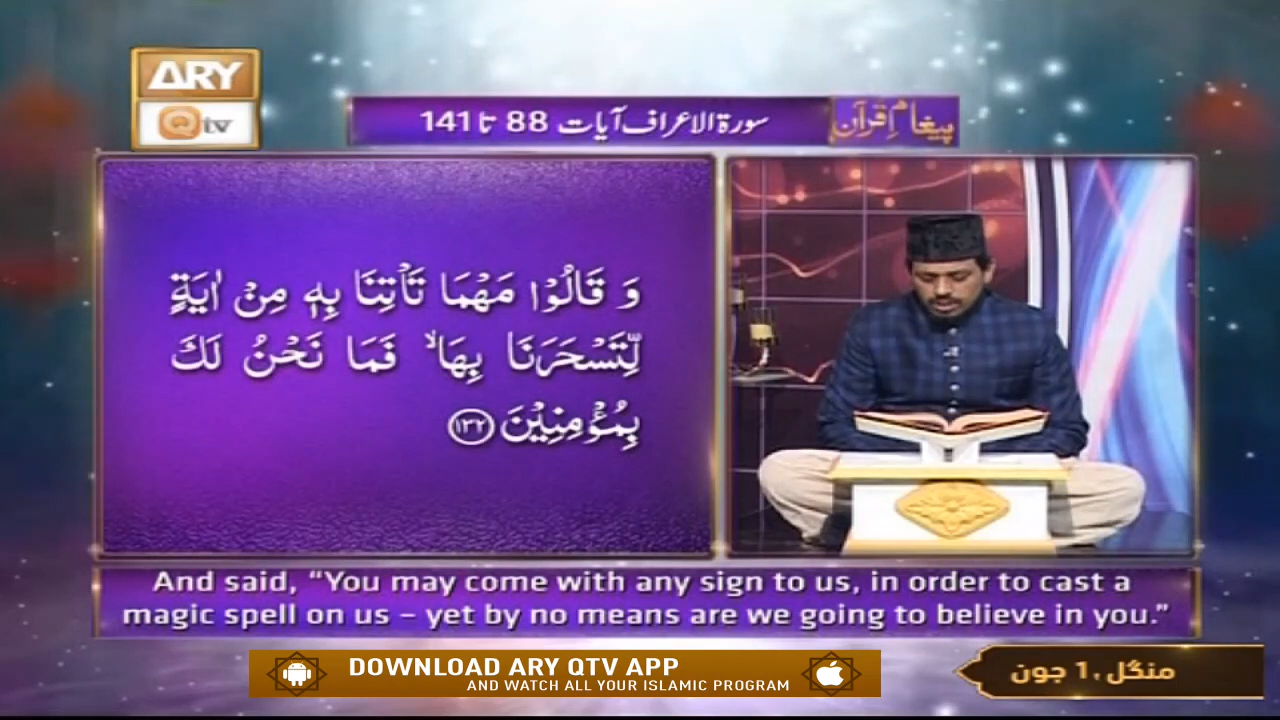 ARY
Qtv
سورۃ الاعراف آیات 88 تا 141
پیغامِ قرآن
وَ قَالُوْا مَهْمَا تَاْتِنَا بِهٖ مِنْ اٰیَةٍ
لِّتَسْحَرَنَا بِهَا ۙ فَمَا نَحْنُ لَكَ
بِمُؤْمِنِیْنَ ﴿۱۳۲﴾
And said, “You may come with any sign to us, in order to cast a
magic spell on us – yet by no means are we going to believe in you.”
DOWNLOAD ARY QTV APP
AND WATCH ALL YOUR ISLAMIC PROGRAM
منگل، 1 جون